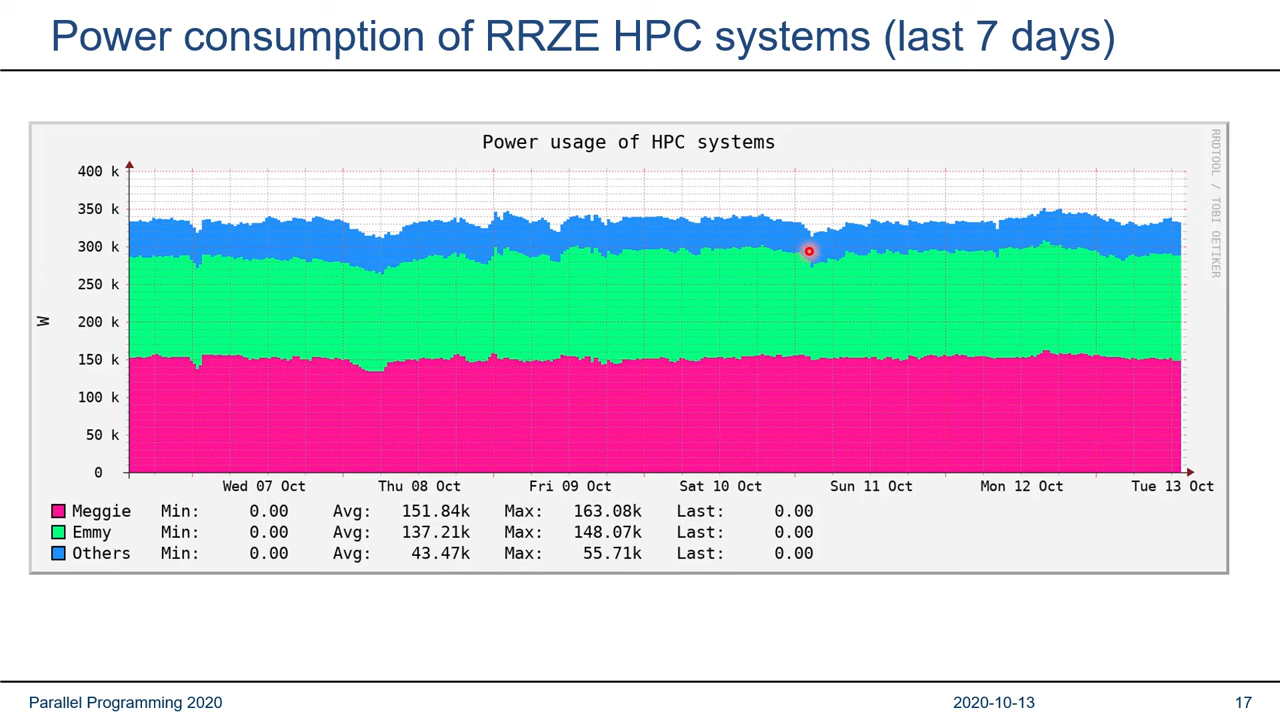 Power consumption of RRZE HPC systems (last 7 days)
Power usage of HPC systems
RRDTOOL / TOBI OETIKER
400 k
350 k
300 k
250 k
200 k
150 k
100 k
50 k
0
W
Wed 07 Oct Thu 08 Oct Fri 09 Oct Sat 10 Oct Sun 11 Oct Mon 12 Oct Tue 13 Oct
Meggie Min: 0.00 Avg: 151.84k Max: 163.08k Last: 0.00
Emmy Min: 0.00 Avg: 137.21k Max: 148.07k Last: 0.00
Others Min: 0.00 Avg: 43.47k Max: 55.71k Last: 0.00
Parallel Programming 2020 2020-10-13 17